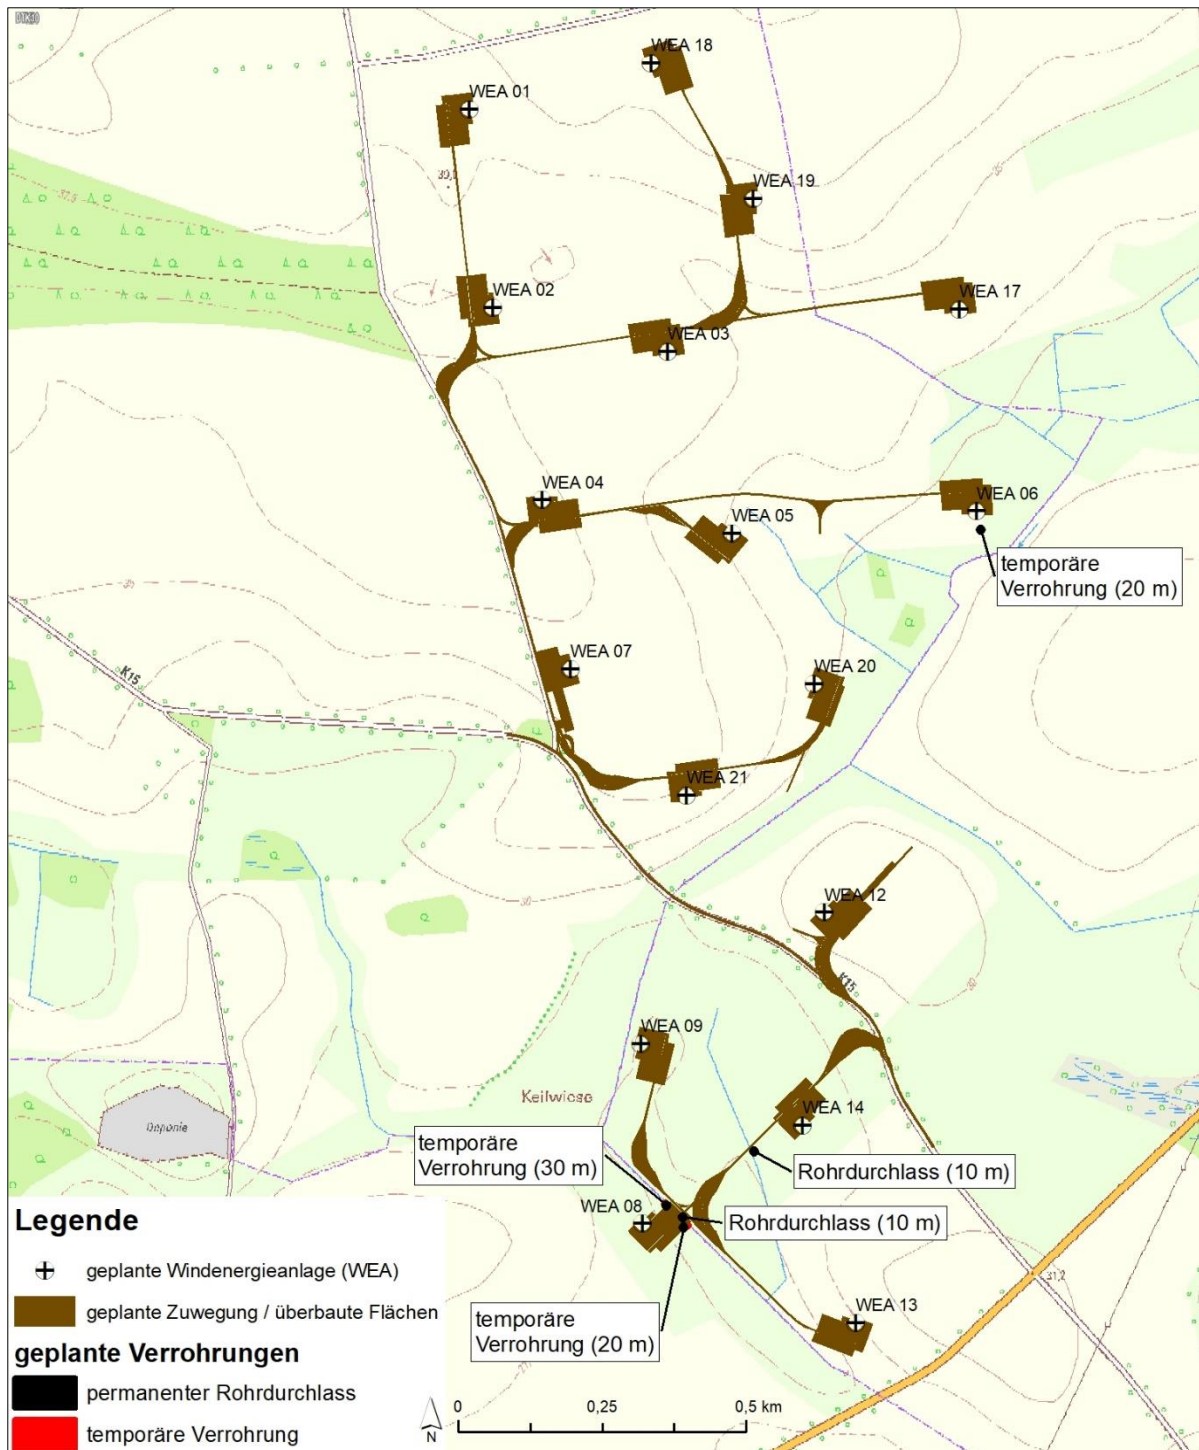 WEA 18
WEA 01
WEA 19
WEA 02
WEA 17
WEA 03
WEA 04
WEA 06
WEA 05
temporäre
Verrohrung (20 m)
WEA 07
K15
WEA 20
WEA 21
WEA 12
K15
WEA 09
Keilwiese
WEA 14
Deponie
temporäre
Verrohrung (30 m)
Rohrdurchlass (10 m)
WEA 08
Rohrdurchlass (10 m)
31,2
WEA 13
temporäre
Verrohrung (20 m)
Legende
geplante Windenergieanlage (WEA)
geplante Zuwegung / überbaute Flächen
geplante Verrohrungen
permanenter Rohrdurchlass
temporäre Verrohrung
N
0 0,25 0,5 km